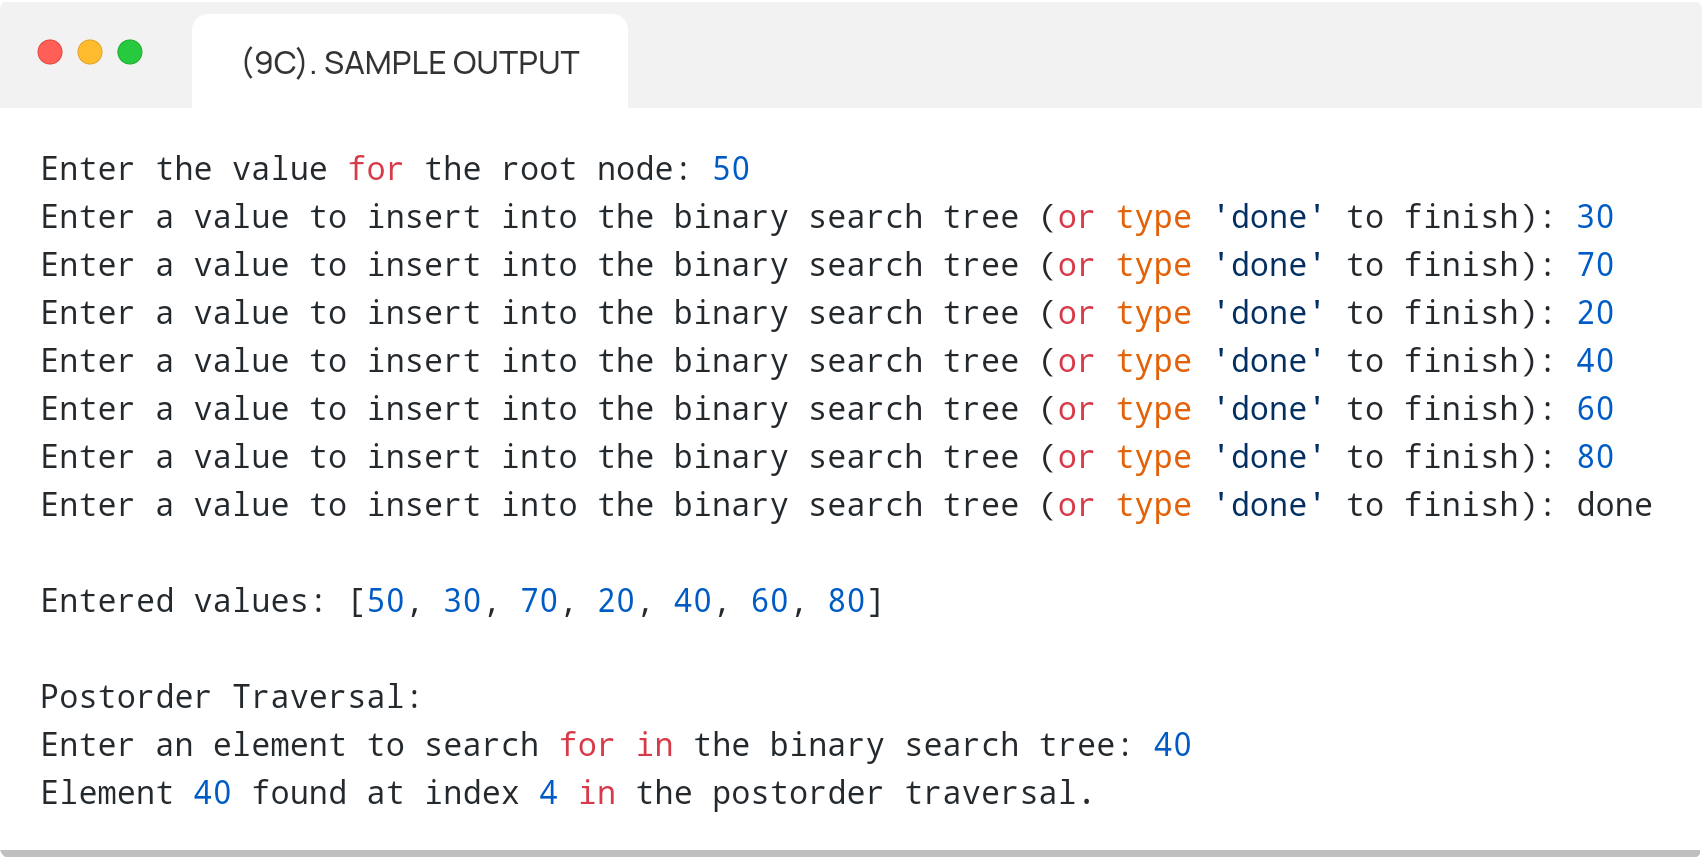 (9C). SAMPLE OUTPUT
Enter the value for the root node: 50
Enter a value to insert into the binary search tree (or type 'done' to finish): 30
Enter a value to insert into the binary search tree (or type 'done' to finish): 70
Enter a value to insert into the binary search tree (or type 'done' to finish): 20
Enter a value to insert into the binary search tree (or type 'done' to finish): 40
Enter a value to insert into the binary search tree (or type 'done' to finish): 60
Enter a value to insert into the binary search tree (or type 'done' to finish): 80
Enter a value to insert into the binary search tree (or type 'done' to finish): done
Entered values: [50, 30, 70, 20, 40, 60, 80]
Postorder Traversal:
Enter an element to search for in the binary search tree: 40
Element 40 found at index 4 in the postorder traversal.